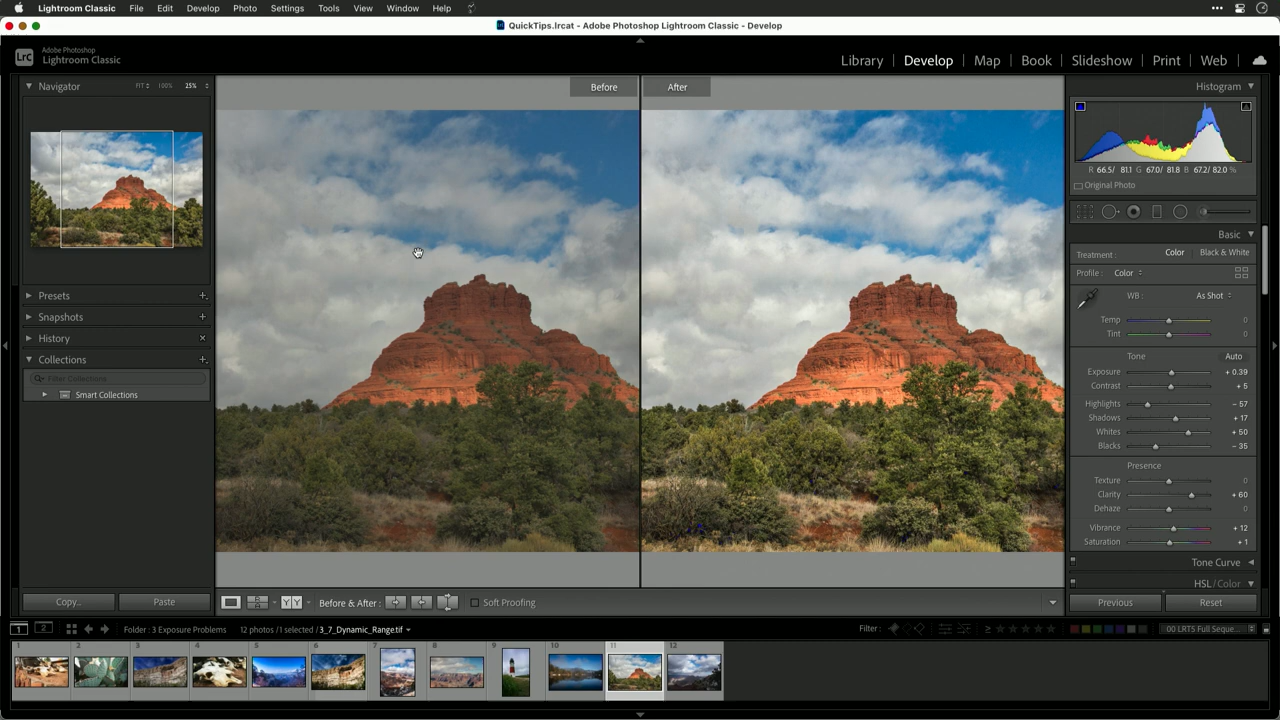 Lightroom Classic File Edit Develop Photo Settings Tools View Window Help
QuickTips.lrcat - Adobe Photoshop Lightroom Classic - Develop
Lrc Adobe Photoshop
Lightroom Classic
Library Develop Map Book Slideshow Print Web
Navigator FIT 100% 25%
Before After
Histogram
R 66.5/ 81.1 G 67.0/ 81.8 B 67.2/ 82.0 %
Original Photo
Basic
Treatment : Color Black & White
Profile : Color
WB : As Shot
Temp 0
Tint 0
Tone Auto
Exposure + 0.39
Contrast + 5
Highlights – 57
Shadows + 17
Whites + 50
Blacks – 35
Presence
Texture 0
Clarity + 60
Dehaze 0
Vibrance + 12
Saturation + 1
Tone Curve
HSL / Color
Presets
Snapshots
History
Collections
Filter Collections
Smart Collections
Copy... Paste
Y Y Before & After : Soft Proofing
Previous Reset
1 2 Folder : 3 Exposure Problems 12 photos / 1 selected / 3_7_Dynamic_Range.tif
Filter : ≥ 00 LRTS Full Seque...
1 2 3 4 5 6 7 8 9 10 11 12